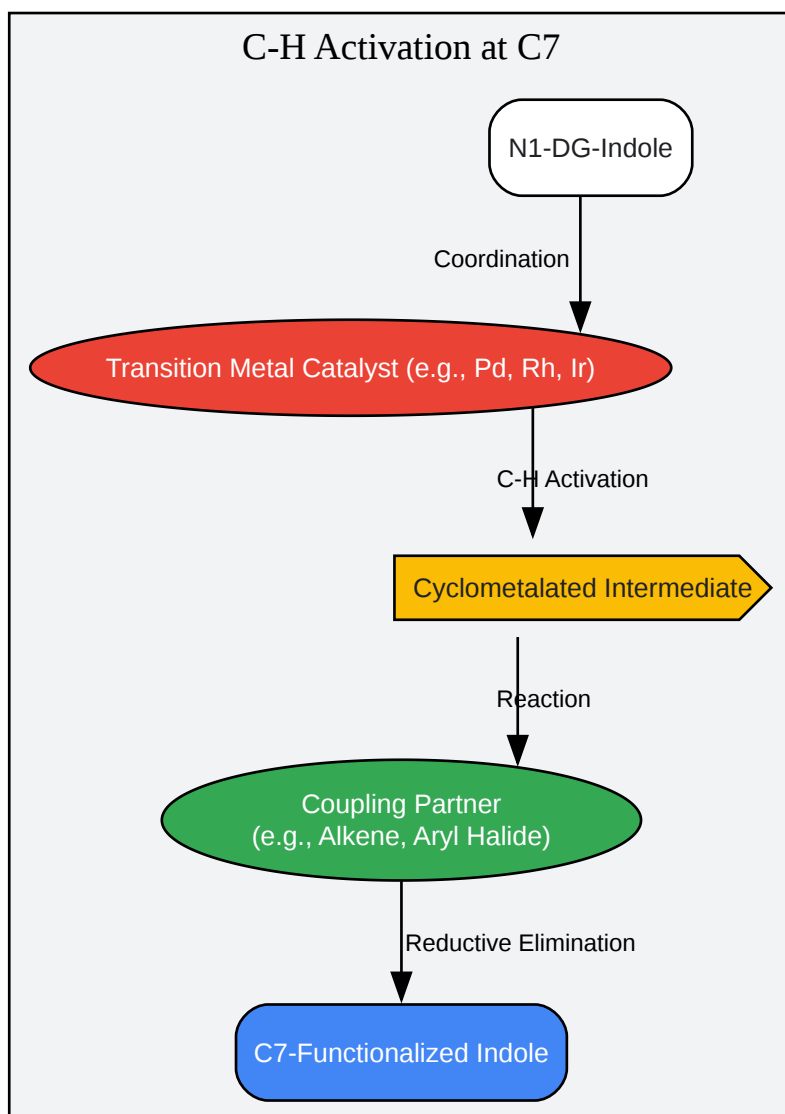 C-H Activation at C7
N1-DG-Indole
Coordination
Transition Metal Catalyst (e.g., Pd, Rh, Ir)
C-H Activation
Cyclometalated Intermediate
Reaction
Coupling Partner
(e.g., Alkene, Aryl Halide)
Reductive Elimination
C7-Functionalized Indole